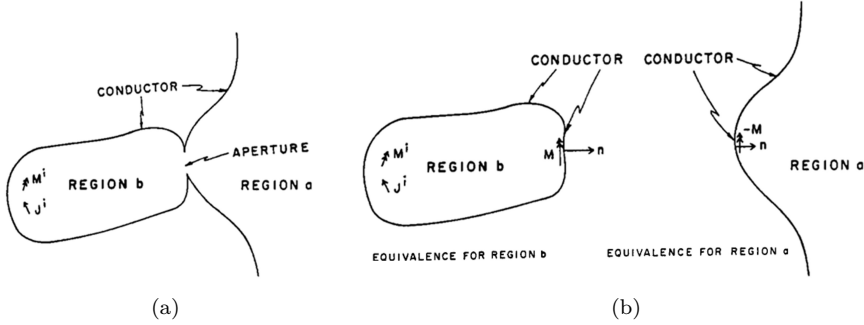 CONDUCTOR
APERTURE
M^i
J^i
REGION b
REGION a
(a)
CONDUCTOR CONDUCTOR
M^i
J^i
REGION b
M
n
-M
n
REGION a
EQUIVALENCE FOR REGION b
EQUIVALENCE FOR REGION a
(b)